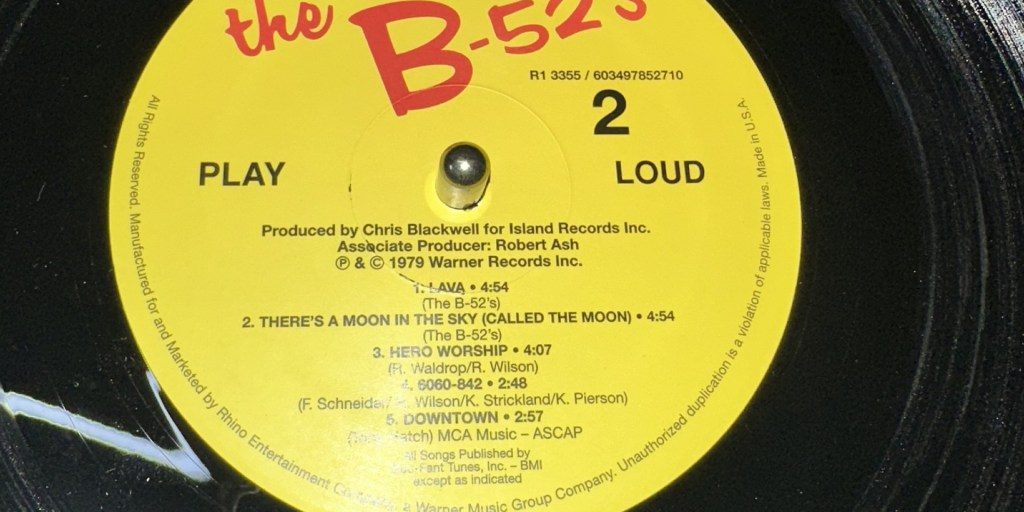 the B-52's
R1 3355 / 603497852710
2
PLAY LOUD
Produced by Chris Blackwell for Island Records Inc.
Associate Producer: Robert Ash
Ⓟ & © 1979 Warner Records Inc.
1. LAVA • 4:54
(The B-52's)
2. THERE'S A MOON IN THE SKY (CALLED THE MOON) • 4:54
(The B-52's)
3. HERO WORSHIP • 4:07
(R. Waldrop/R. Wilson)
4. 6060-842 • 2:48
(F. Schneider/ Wilson/K. Strickland/K. Pierson)
5. DOWNTOWN • 2:57
Hatch) MCA Music – ASCAP
All Songs Published by
Tunes, Inc. – BMI
except as indicated
All Rights Reserved. Manufactured for and Marketed by Rhino Entertainment a Warner Music Group Company. Unauthorized duplication is a violation of applicable laws. Made in U.S.A.